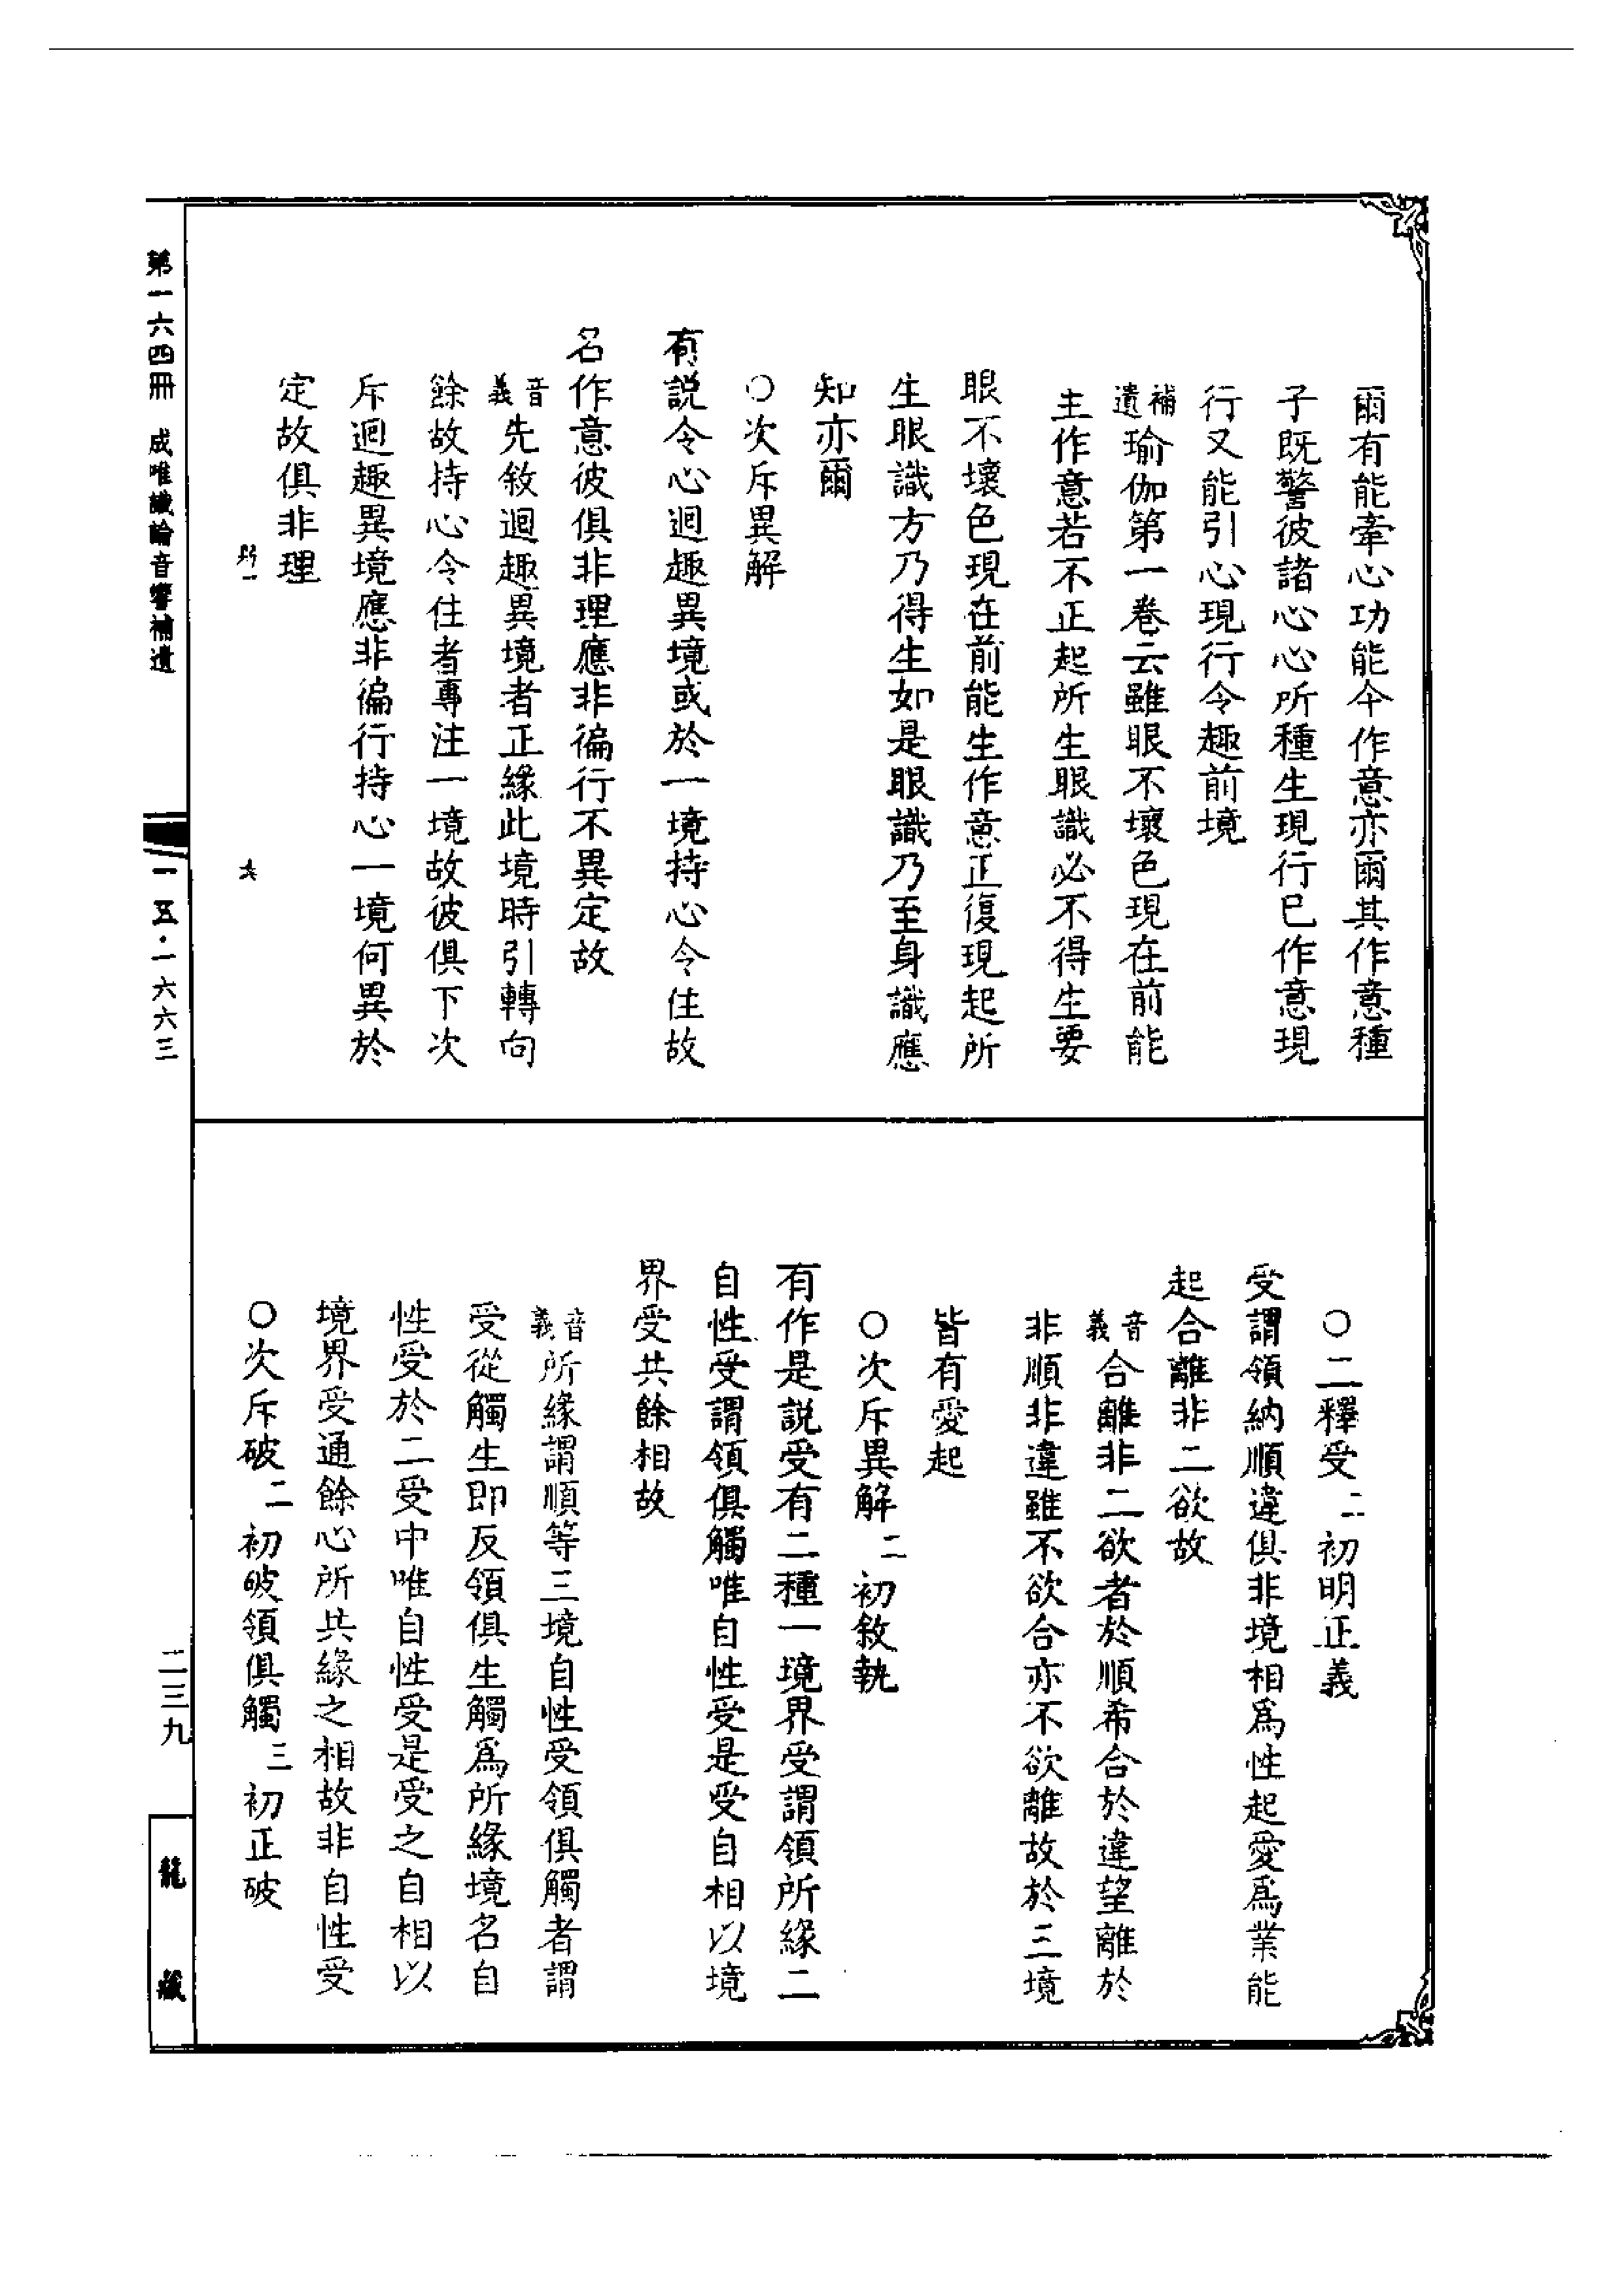 爾有能牽心功能今作意亦爾其作意種
子既警彼諸心心所種生現行已作意現
行又能引心現行令趣前境
補遺瑜伽第一卷云雖眼不壞色現在前能
主作意若不正起所生眼識必不得生要
眼不壞色現在前能生作意正復現起所
生眼識方乃得生如是眼識乃至身識應
知亦爾
○次斥異解
有説令心迴趣異境或於一境持心令住故
名作意彼俱非理應非徧行不異定故
音義先敘迴趣異境者正緣此境時引轉向
餘故持心令住者專注一境故彼俱下次
斥迴趣異境應非徧行持心一境何異於
定故俱非理
○二釋受二初明正義
受謂領納順違俱非境相爲性起愛爲業能
起合離非二欲故
音義合離非二欲者於順希合於違望離於
非順非違雖不欲合亦不欲離故於三境
皆有愛起
○次斥異解二初敘執
有作是説受有二種一境界受謂領所緣二
自性受謂領俱觸唯自性受是受自相以境
界受共餘相故
音義所緣謂順等三境自性受領俱觸者謂
受從觸生即反領俱生觸爲所緣境名自
性受於二受中唯自性受是受之自相以
境界受通餘心所共緣之相故非自性受
○次斥破二初破領俱觸三初正破
第一六四冊 成唯識論音響補遺
一一五·一六六三
二三九
龍藏